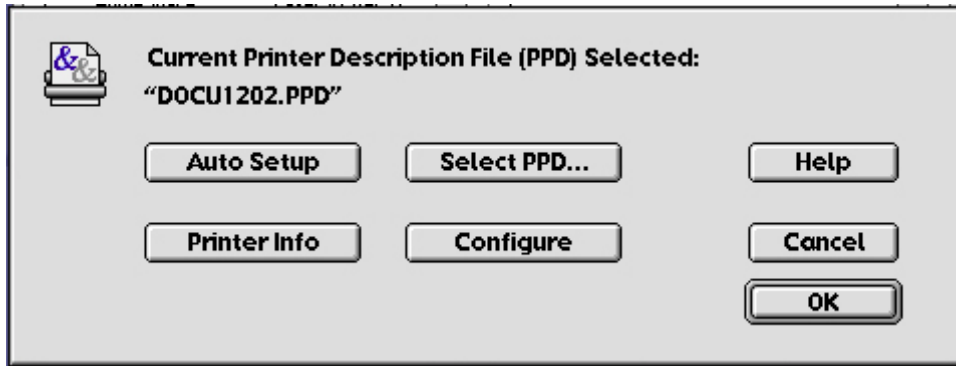 Current Printer Description File (PPD) Selected:
“DOCU1202.PPD”
Auto Setup
Select PPD...
Help
Printer Info
Configure
Cancel
OK